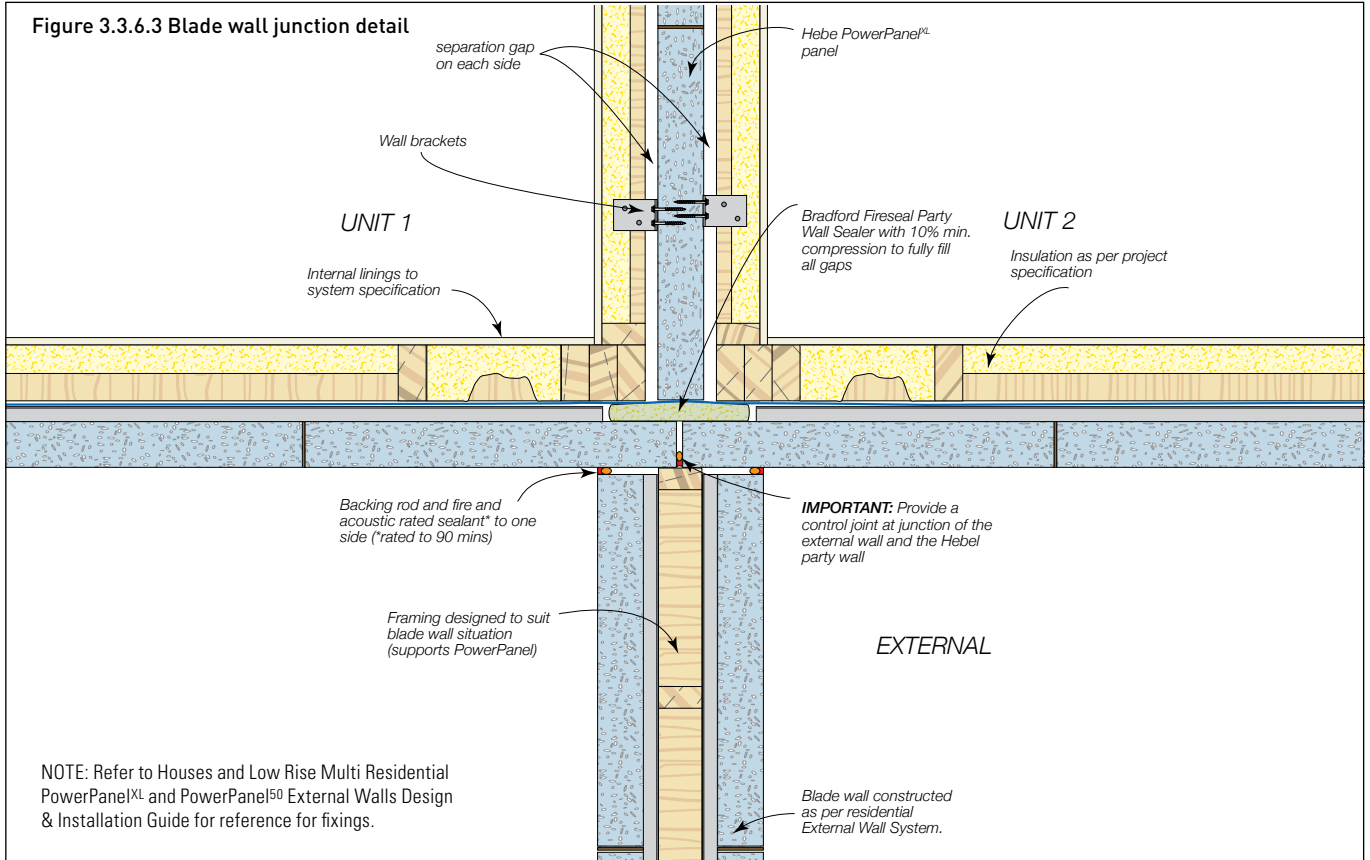 Figure 3.3.6.3 Blade wall junction detail
separation gap
on each side
Hebe PowerPanelXL
panel
Wall brackets
UNIT 1
Bradford Fireseal Party
Wall Sealer with 10% min.
compression to fully fill
all gaps
UNIT 2
Insulation as per project
specification
Internal linings to
system specification
Backing rod and fire and
acoustic rated sealant* to one
side (*rated to 90 mins)
IMPORTANT: Provide a
control joint at junction of the
external wall and the Hebel
party wall
Framing designed to suit
blade wall situation
(supports PowerPanel)
EXTERNAL
NOTE: Refer to Houses and Low Rise Multi Residential
PowerPanelXL and PowerPanel50 External Walls Design
& Installation Guide for reference for fixings.
Blade wall constructed
as per residential
External Wall System.